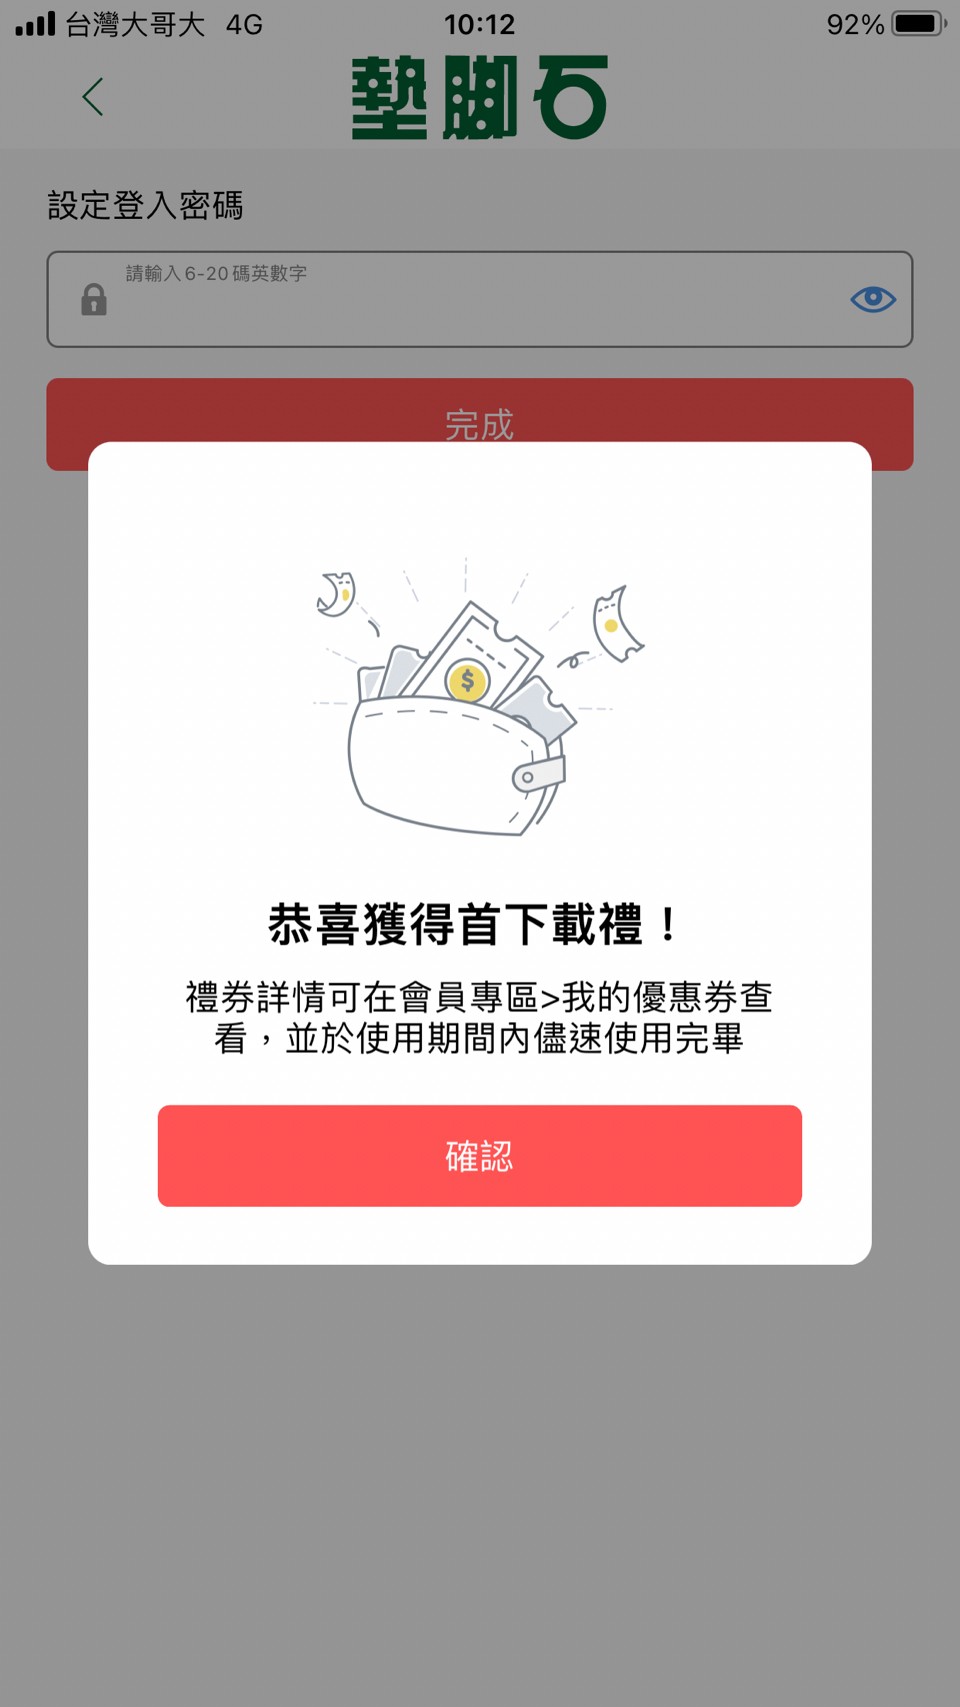 台灣大哥大 4G 10:12 92%
墊腳石
設定登入密碼
請輸入6-20碼英數字
完成
$
恭喜獲得首下載禮！
禮券詳情可在會員專區>我的優惠券查
看，並於使用期間內儘速使用完畢
確認